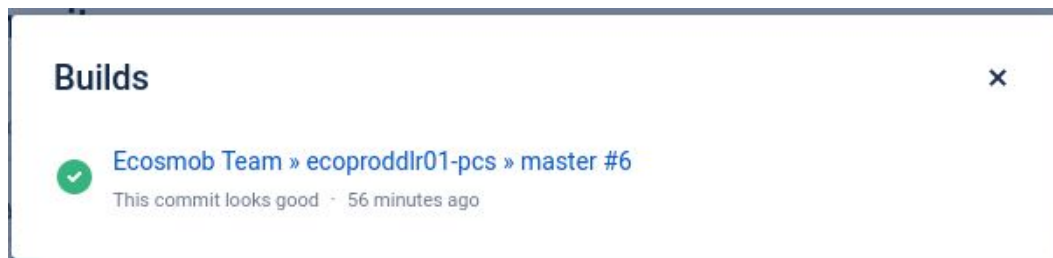 Builds
Ecosmob Team » ecoproddlr01-pcs » master #6
This commit looks good · 56 minutes ago